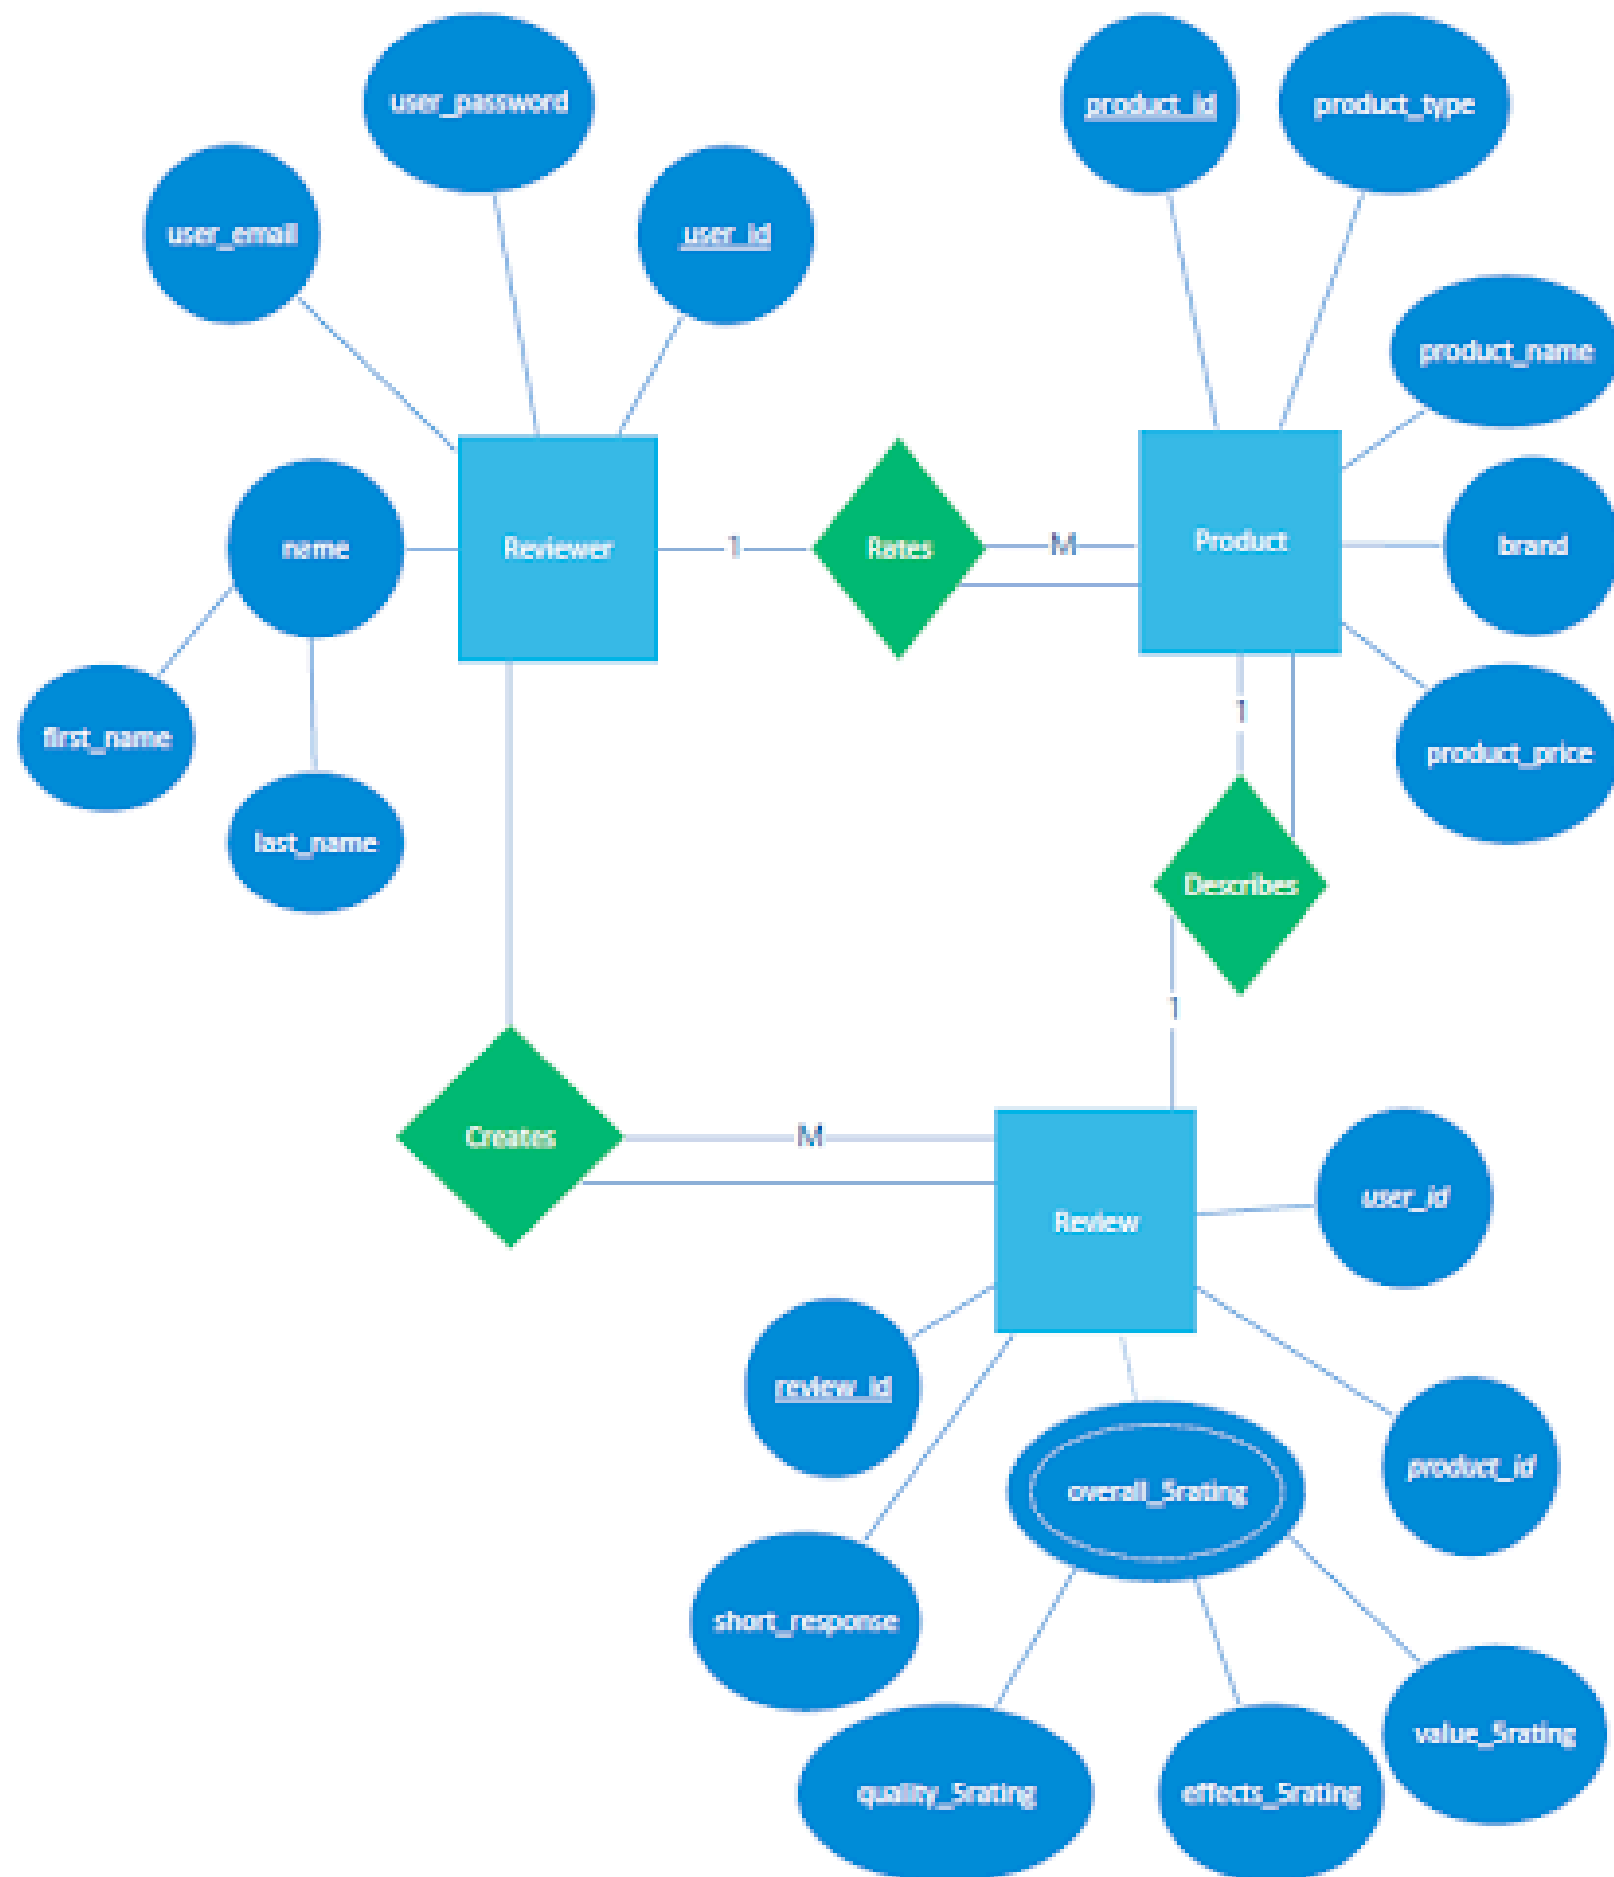 user_password
product_id
product_type
user_email
user_id
product_name
name
Reviewer
1
Rates
M
Product
brand
first_name
1
product_price
last_name
Describes
1
Creates
M
user_id
Review
review_id
product_id
overall_5rating
short_response
value_5rating
quality_5rating
effects_5rating